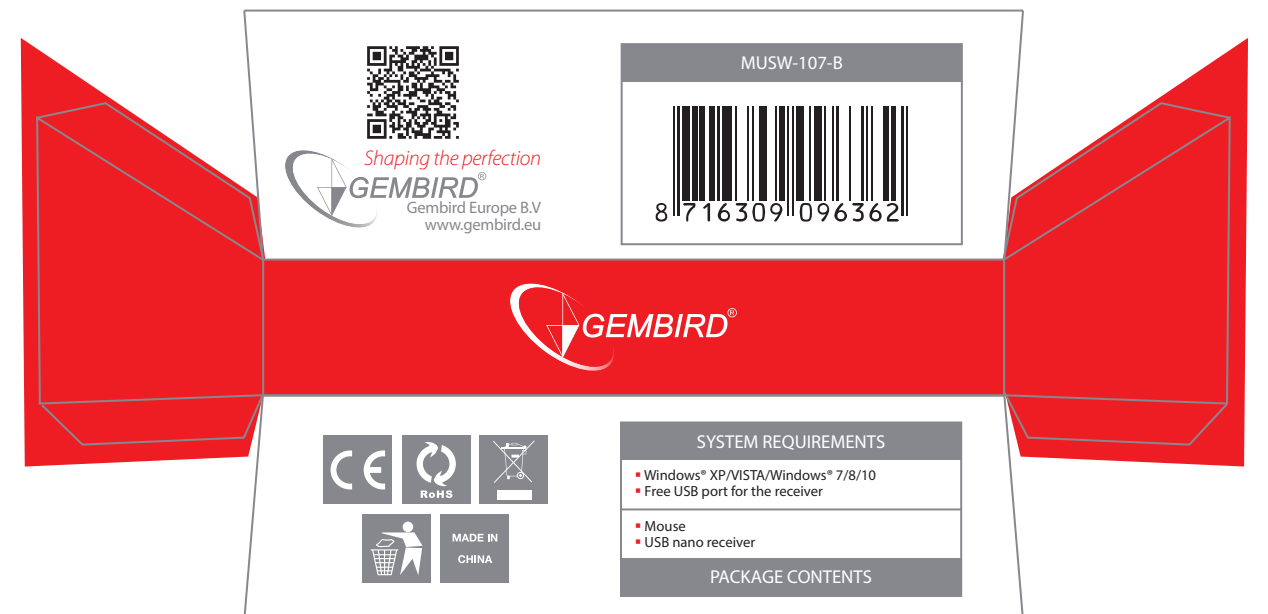 Shaping the perfection
GEMBIRD®
Gembird Europe B.V
www.gembird.eu
MUSW-107-B
8 716309 096362
GEMBIRD®
CE
RoHS
MADE IN
CHINA
SYSTEM REQUIREMENTS
▪ Windows® XP/VISTA/Windows® 7/8/10
▪ Free USB port for the receiver
▪ Mouse
▪ USB nano receiver
PACKAGE CONTENTS